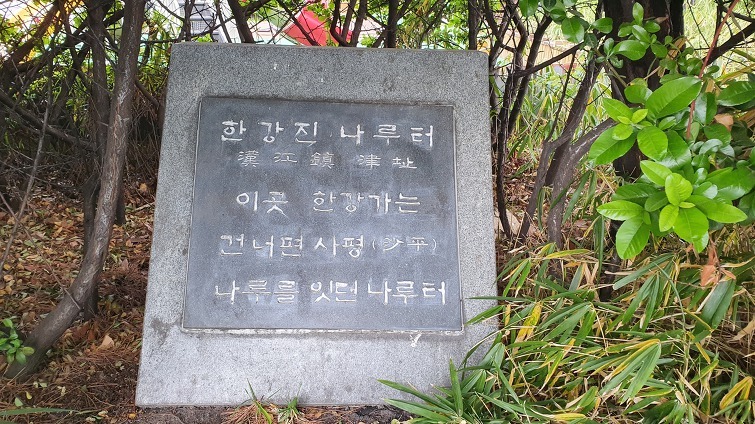 한강진 나루터
漢江鎭 津址
이곳 한강가는
건너편 사평(沙平)
나루를 잇던 나루터